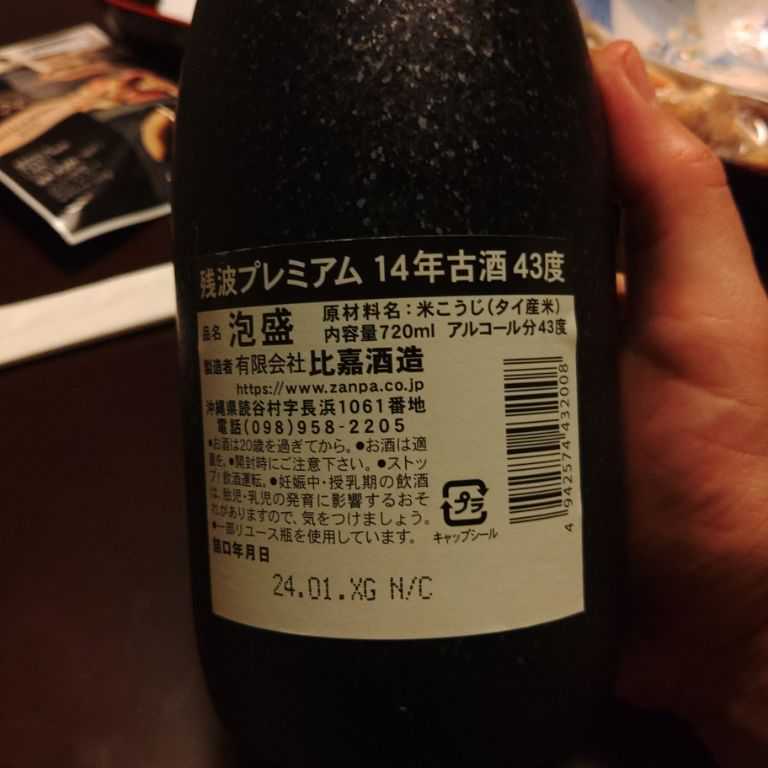 残波プレミアム 14年古酒 43度
品名 泡盛
原材料名：米こうじ（タイ産米）
内容量720ml アルコール分43度
製造者 有限会社 比嘉酒造
https://www.zanpa.co.jp
沖縄県読谷村字長浜1061番地
電話(098)958-2205
●お酒は20歳を過ぎてから。●お酒は適
量を。●開封時にご注意下さい。●ストッ
プ！飲酒運転。●妊娠中・授乳期の飲酒
は、胎児・乳児の発育に影響するおそ
れがありますので、気をつけましょう。
●一部リユース瓶を使用しています。
詰口年月日
24.01.XG N/C
プラ
キャップシール
4 942574 432008